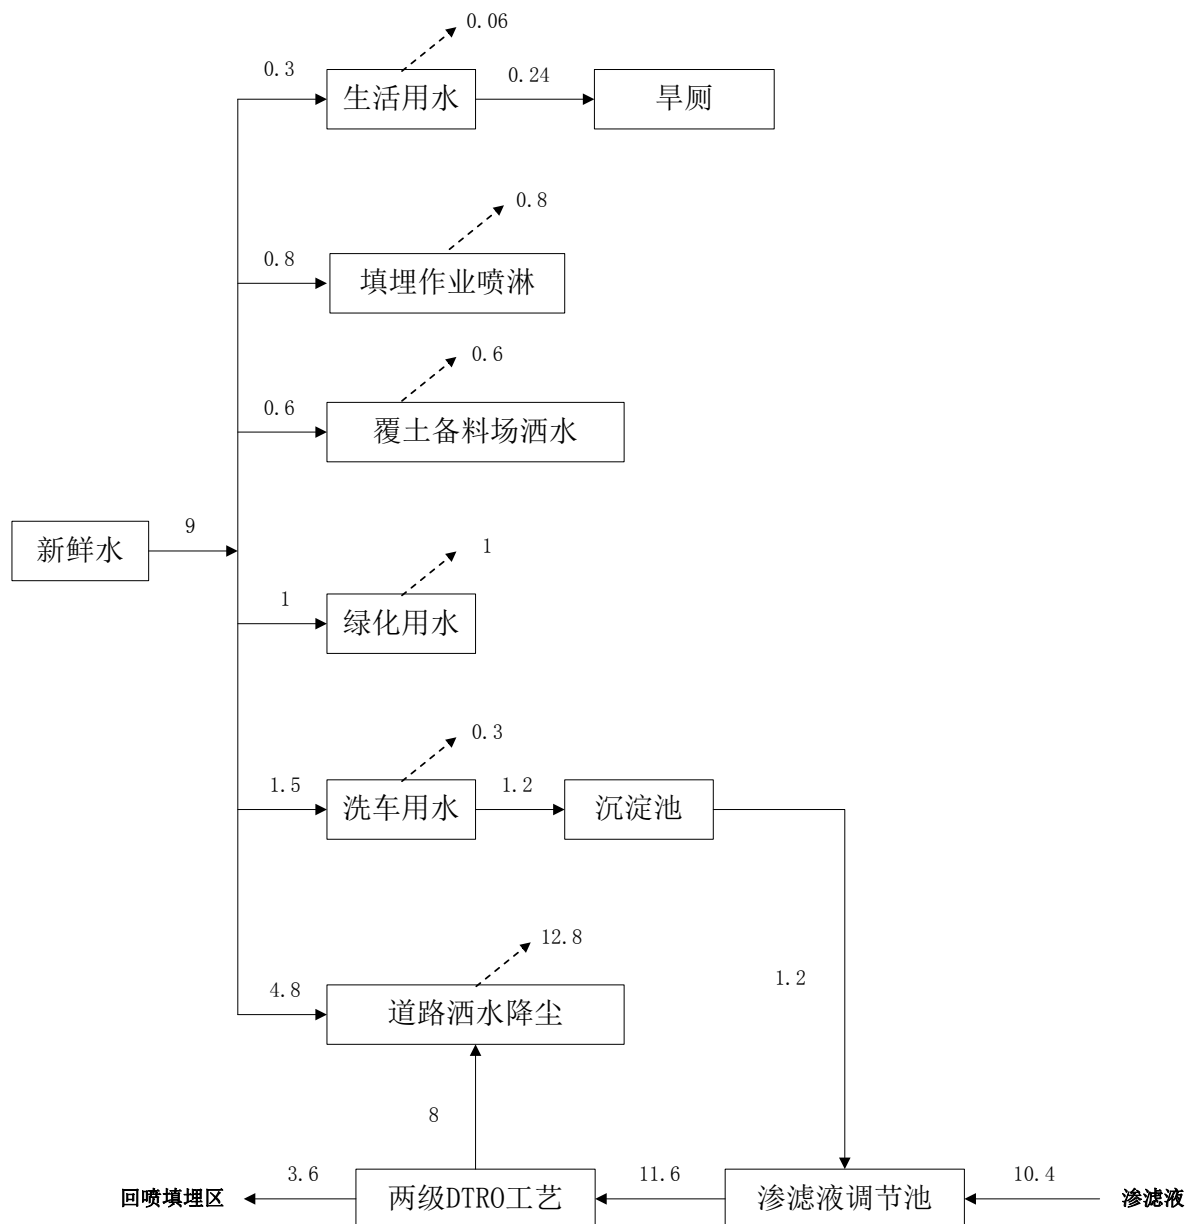 0.06
0.3
生活用水
0.24
旱厕
0.8
0.8
填埋作业喷淋
0.6
0.6
覆土备料场洒水
新鲜水
9
1
1
绿化用水
0.3
1.5
洗车用水
1.2
沉淀池
12.8
4.8
道路洒水降尘
1.2
8
回喷填埋区
3.6
两级DTRO工艺
11.6
渗滤液调节池
10.4
渗滤液